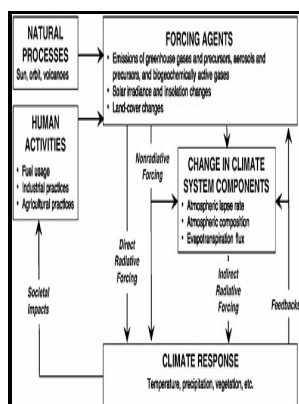 NATURAL
PROCESSES
Sun, orbit, volcanoes
FORCING AGENTS
• Emissions of greenhouse gases and precursors, aerosols and
precursors, and biogeochemically active gases
• Solar irradiance and insolation changes
• Land-cover changes
HUMAN
ACTIVITIES
• Fuel usage
• Industrial practices
• Agricultural practices
Nonradiative
Forcing
CHANGE IN CLIMATE
SYSTEM COMPONENTS
• Atmospheric lapse rate
• Atmospheric composition
• Evapotranspiration flux
Direct
Radiative
Forcing
Indirect
Radiative
Forcing
Societal
Impacts
Feedbacks
CLIMATE RESPONSE
Temperature, precipitation, vegetation, etc.